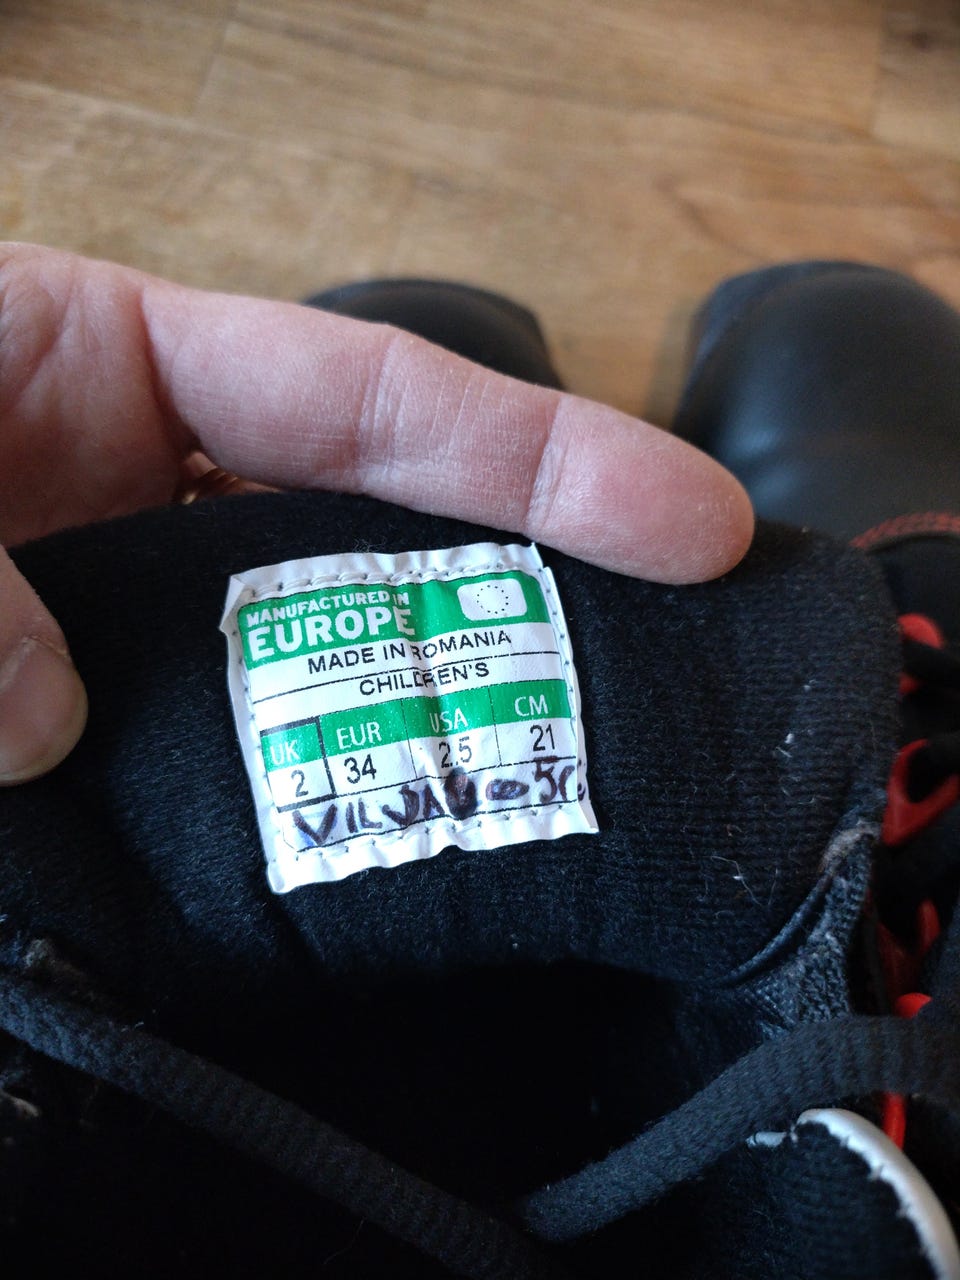 MANUFACTURED IN
EUROPE
MADE IN ROMANIA
CHILDREN'S
UK EUR USA CM
2 34 2.5 21